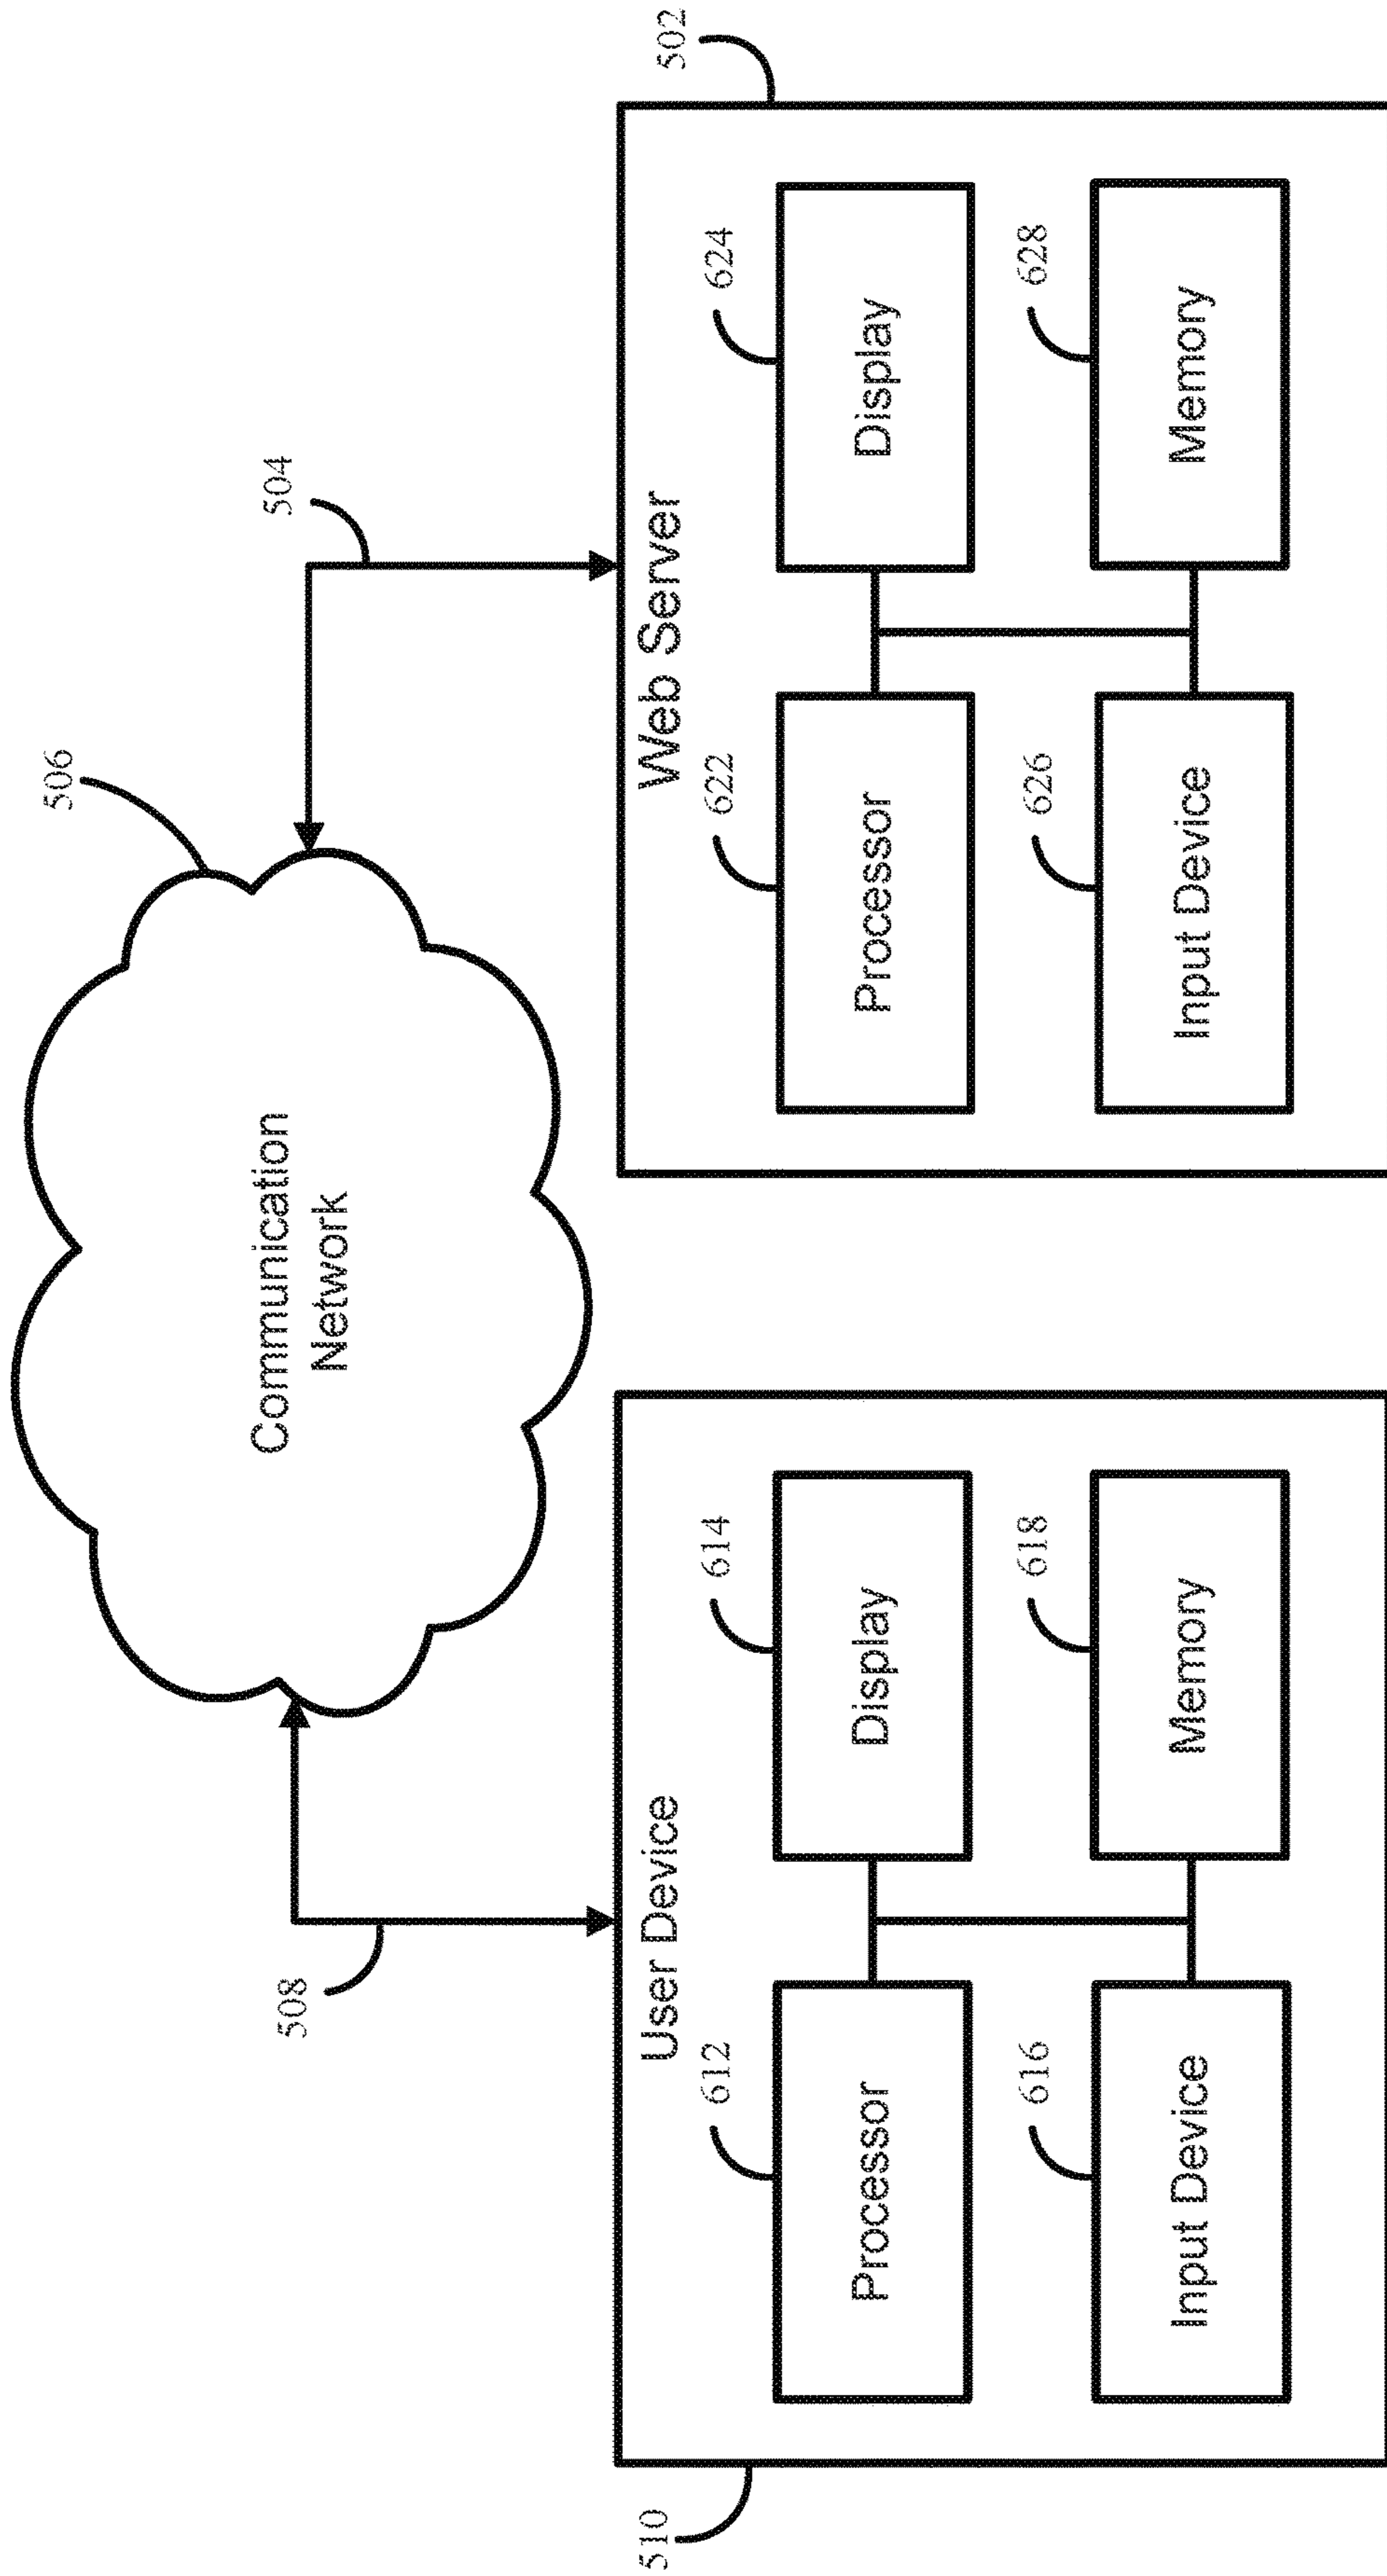 506
Communication
Network
504
508
502
510
User Device
612
614
Processor
Display
616
618
Input Device
Memory
Web Server
622
624
Processor
Display
626
628
Input Device
Memory